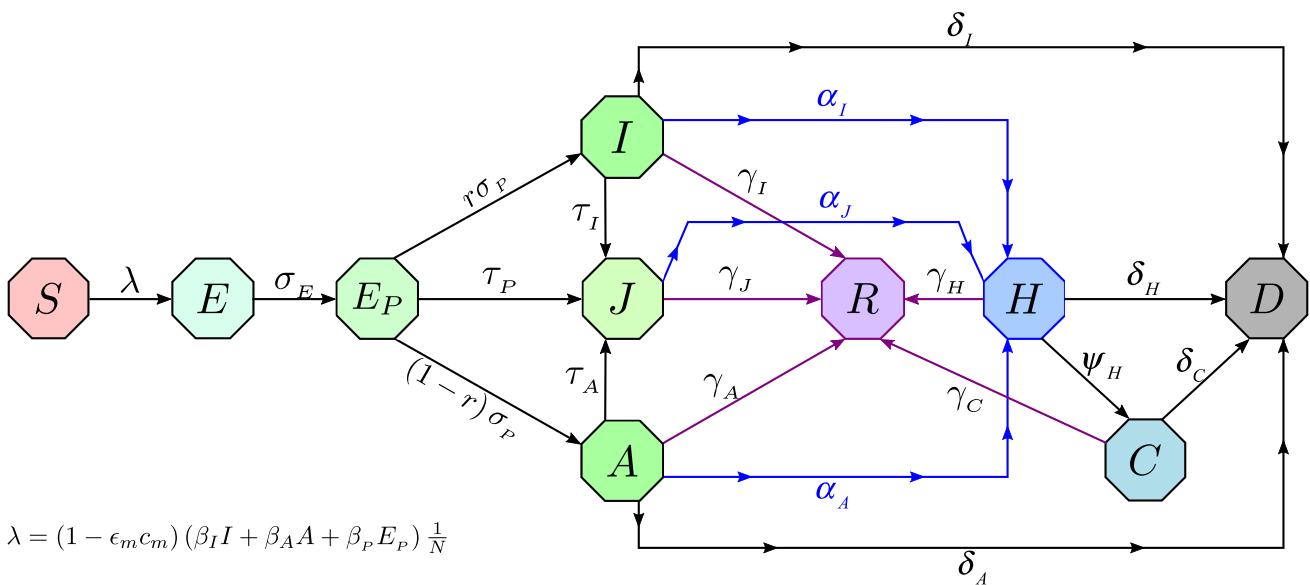 δ_I
α_I
I
rσ_P
γ_I
τ_I
α_J
S
λ
E
σ_E
E_P
τ_P
J
γ_J
R
γ_H
H
δ_H
D
(1 − r)σ_P
τ_A
γ_A
γ_C
ψ_H
δ_C
A
C
α_A
λ = (1 − ϵ_m c_m) (β_I I + β_A A + β_P E_P) 1/N
δ_A